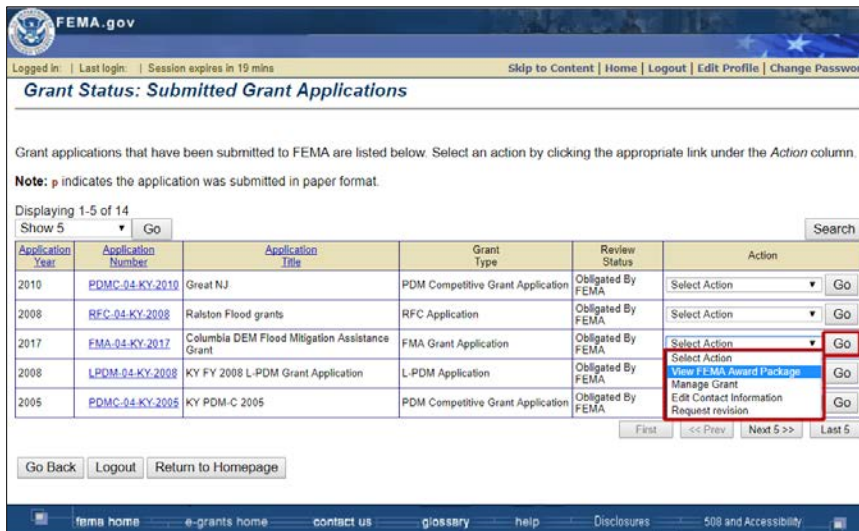 FEMA.gov
Logged in: | Last login: | Session expires in 19 mins
Skip to Content | Home | Logout | Edit Profile | Change Passwor
Grant Status: Submitted Grant Applications
Grant applications that have been submitted to FEMA are listed below. Select an action by clicking the appropriate link under the Action column.
Note: p indicates the application was submitted in paper format.
Displaying 1-5 of 14
Show 5 Go Search
Application Year Application Number Application Title Grant Type Review Status Action
2010 PDMC-04-KY-2010 Great NJ PDM Competitive Grant Application Obligated By FEMA Select Action Go
2008 RFC-04-KY-2008 Ralston Flood grants RFC Application Obligated By FEMA Select Action Go
2017 FMA-04-KY-2017 Columbia DEM Flood Mitigation Assistance Grant FMA Grant Application Obligated By FEMA Select Action Go
2008 LPDM-04-KY-2008 KY FY 2008 L-PDM Grant Application L-PDM Application Obligated By FEMA Go
2005 PDMC-04-KY-2005 KY PDM-C 2005 PDM Competitive Grant Application Obligated By FEMA Go
Select Action
View FEMA Award Package
Manage Grant
Edit Contact Information
Request revision
First << Prev Next 5 >> Last 5
Go Back Logout Return to Homepage
fema home e-grants home contact us glossary help Disclosures 508 and Accessibility